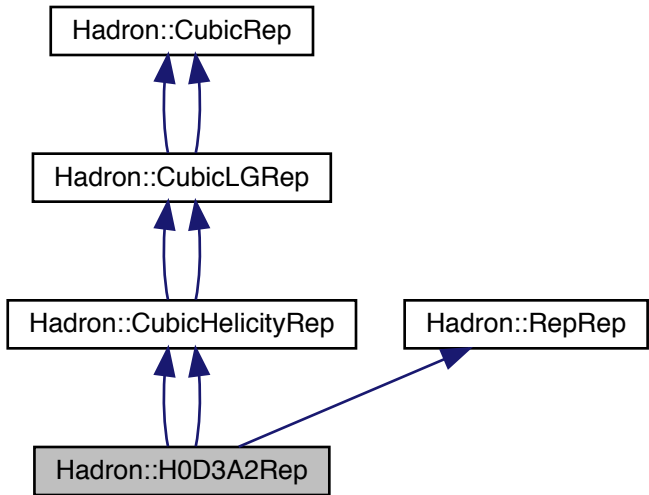 Hadron::CubicRep
Hadron::CubicLGRep
Hadron::CubicHelicityRep
Hadron::RepRep
Hadron::H0D3A2Rep